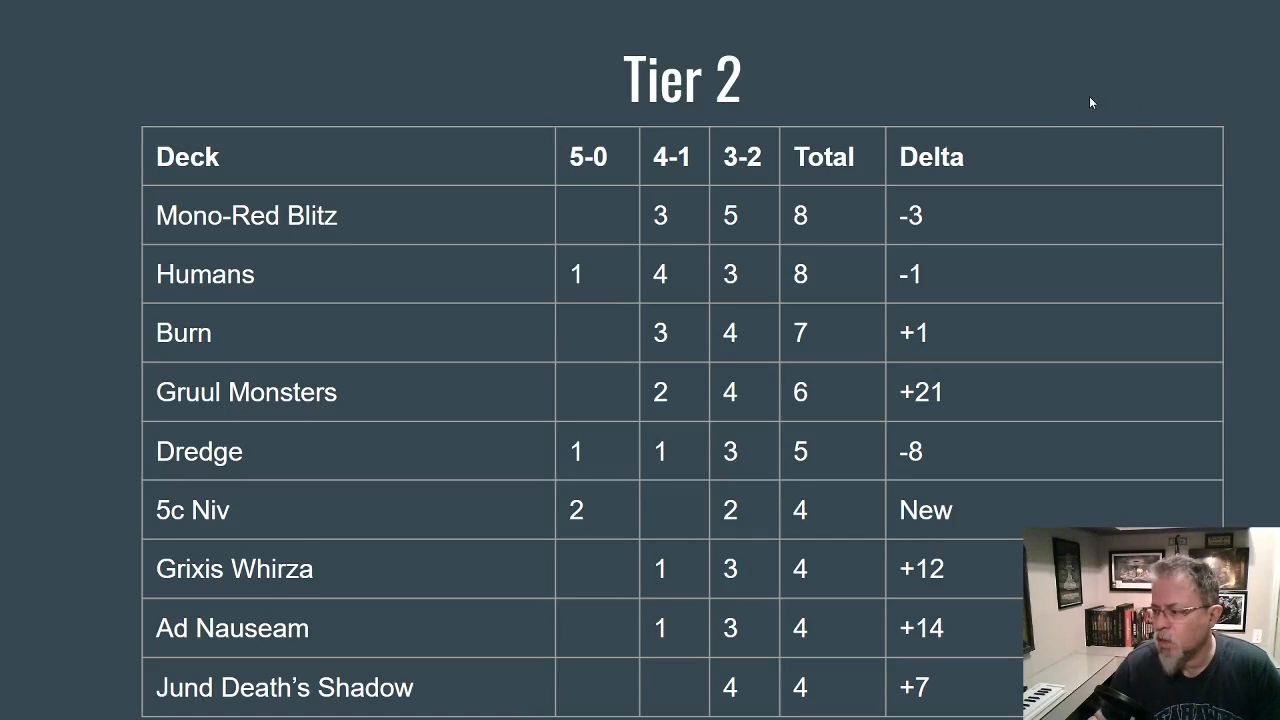 Tier 2
Deck 5-0 4-1 3-2 Total Delta
Mono-Red Blitz 3 5 8 -3
Humans 1 4 3 8 -1
Burn 3 4 7 +1
Gruul Monsters 2 4 6 +21
Dredge 1 1 3 5 -8
5c Niv 2 2 4 New
Grixis Whirza 1 3 4 +12
Ad Nauseam 1 3 4 +14
Jund Death's Shadow 4 4 +7